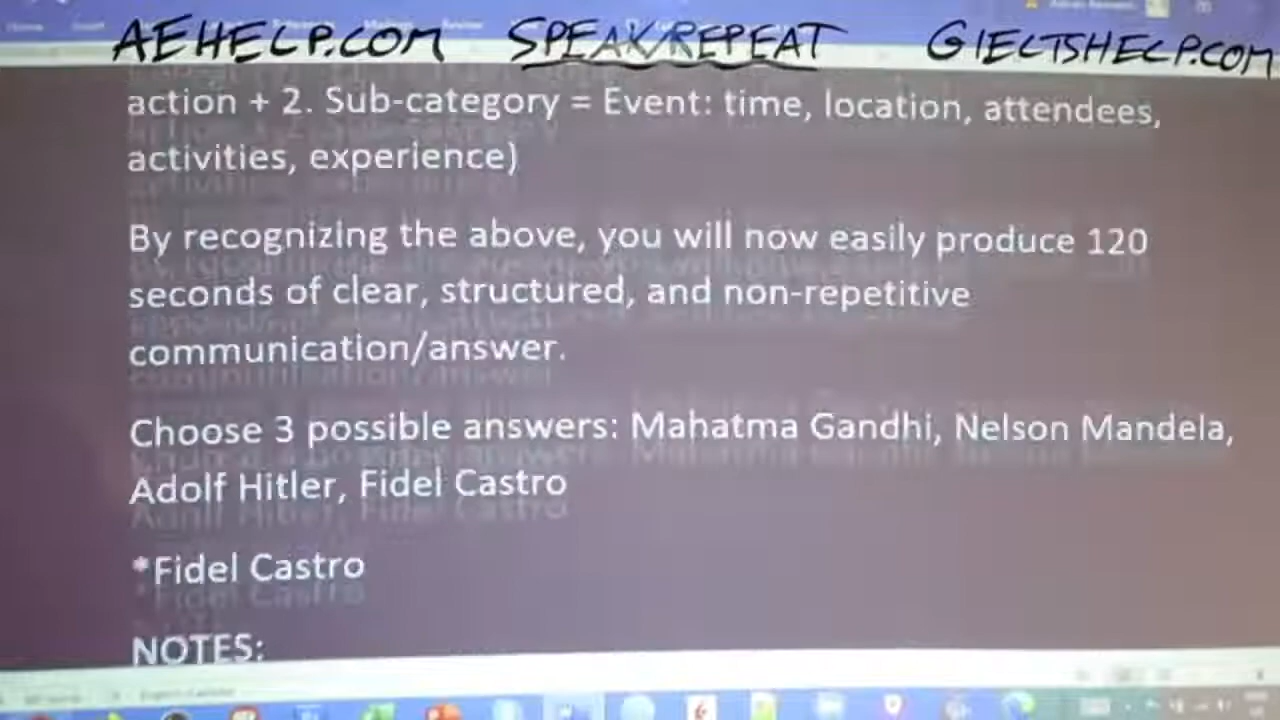 AEHELP.COM SPEAK/REPEAT GIELTSHELP.COM
action + 2. Sub-category = Event: time, location, attendees,
activities, experience)
By recognizing the above, you will now easily produce 120
seconds of clear, structured, and non-repetitive
communication/answer.
Choose 3 possible answers: Mahatma Gandhi, Nelson Mandela,
Adolf Hitler, Fidel Castro
*Fidel Castro
NOTES: